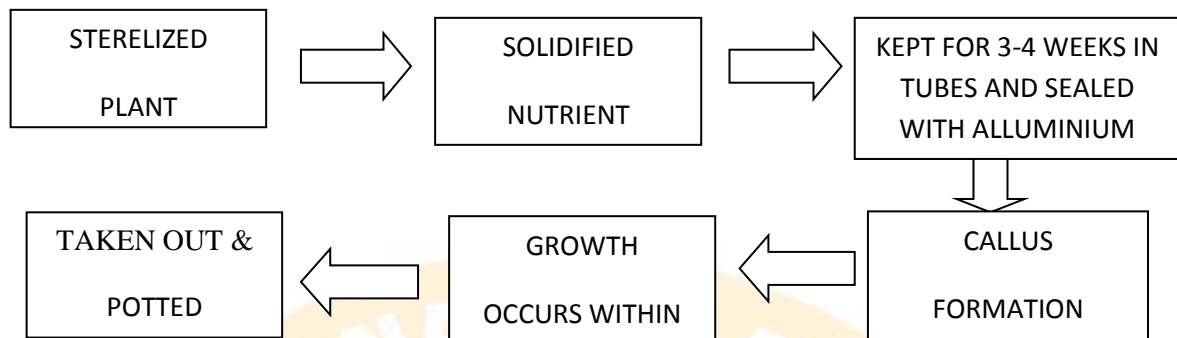 STERELIZED
PLANT
SOLIDIFIED
NUTRIENT
KEPT FOR 3-4 WEEKS IN
TUBES AND SEALED
WITH ALLUMINIUM
CALLUS
FORMATION
GROWTH
OCCURS WITHIN
TAKEN OUT &
POTTED